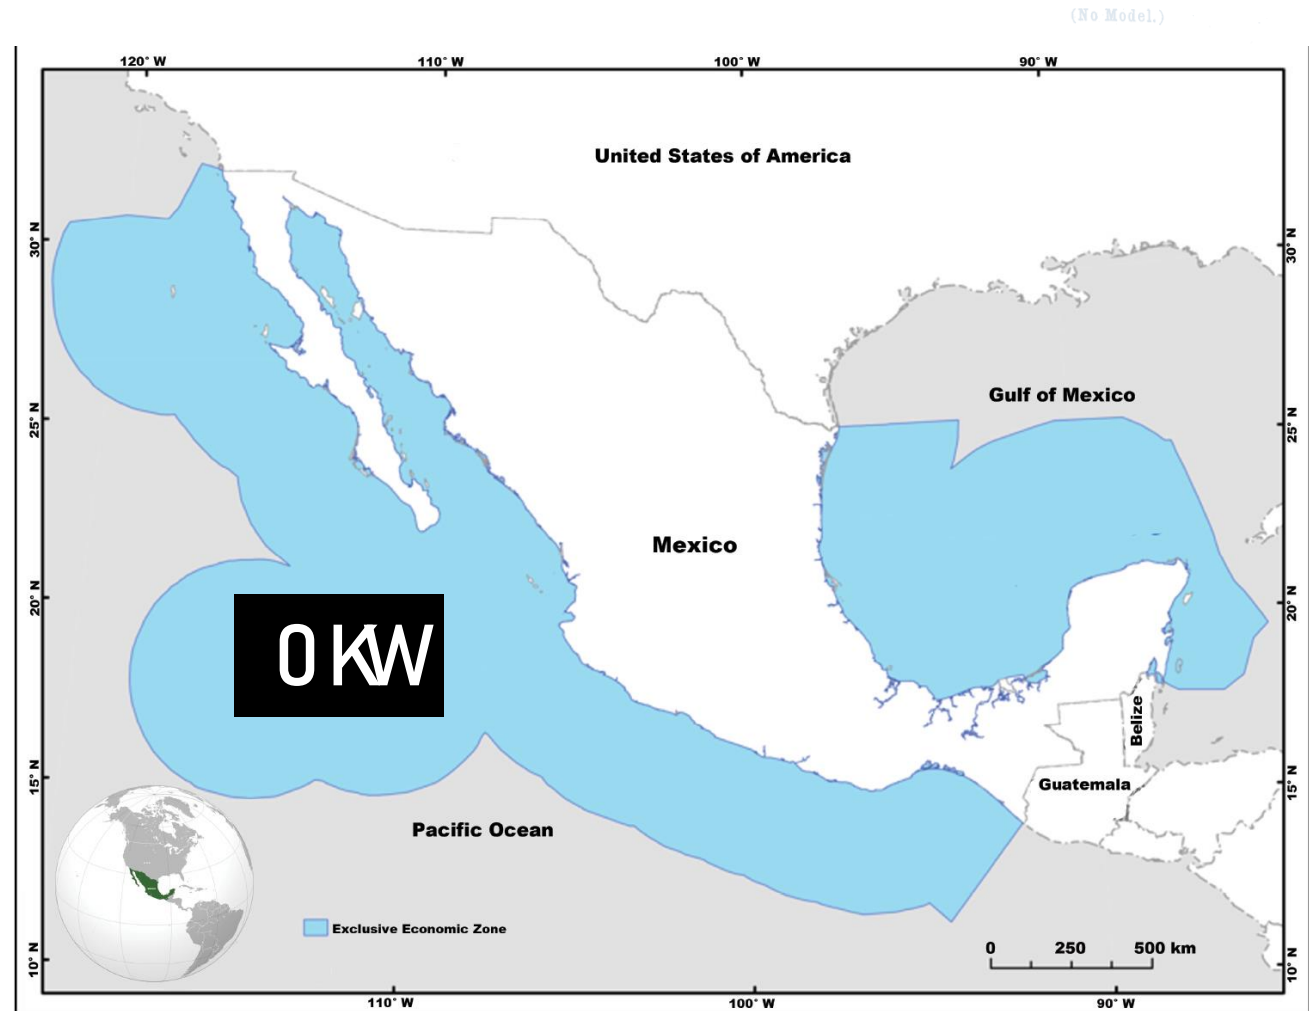 (No Model.)
120° W 110° W 100° W 90° W
United States of America
30° N 30° N
Gulf of Mexico
25° N 25° N
Mexico
20° N 20° N
0 KW
Belize
15° N 15° N
Guatemala
Pacific Ocean
Exclusive Economic Zone
0 250 500 km
10° N 10° N
110° W 100° W 90° W